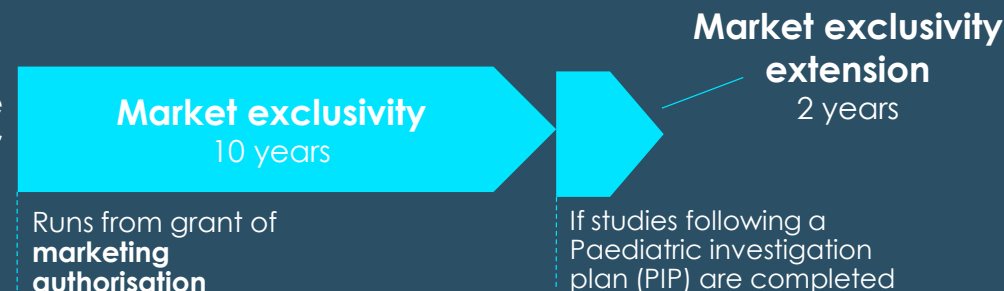 Market exclusivity
extension
2 years
Market exclusivity
10 years
Runs from grant of
marketing
authorisation
If studies following a
Paediatric investigation
plan (PIP) are completed